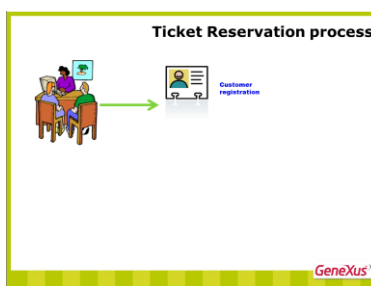 Ticket Reservation process
Customer
registration
GeneXus